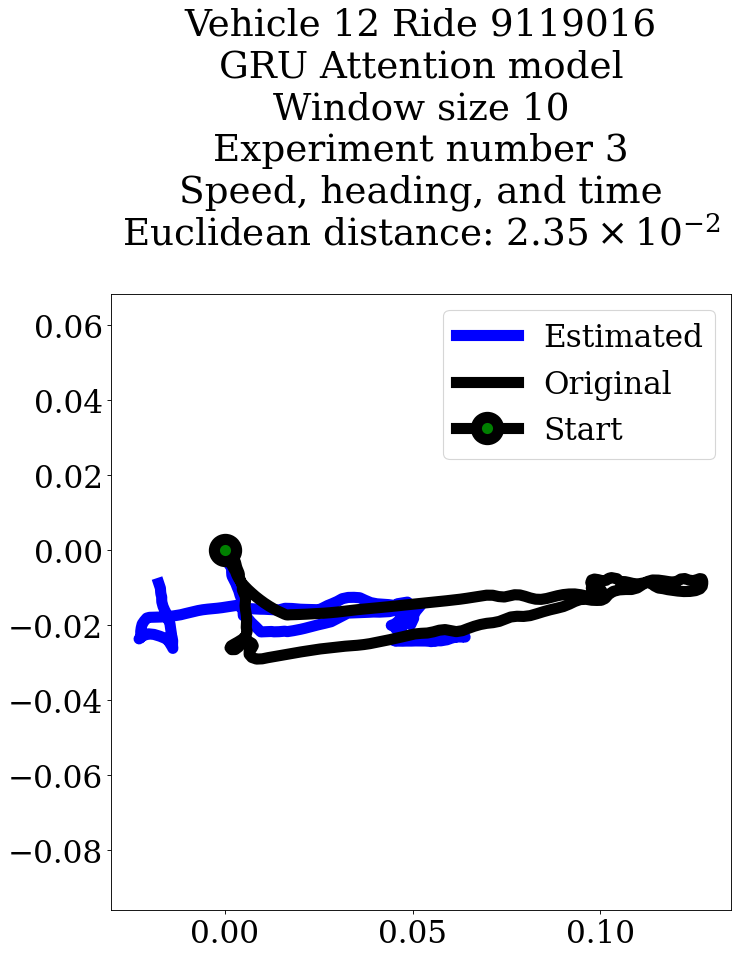 Vehicle 12 Ride 9119016
GRU Attention model
Window size 10
Experiment number 3
Speed, heading, and time
Euclidean distance: 2.35 × 10⁻²
Estimated
Original
Start
0.06
0.04
0.02
0.00
−0.02
−0.04
−0.06
−0.08
0.00 0.05 0.10